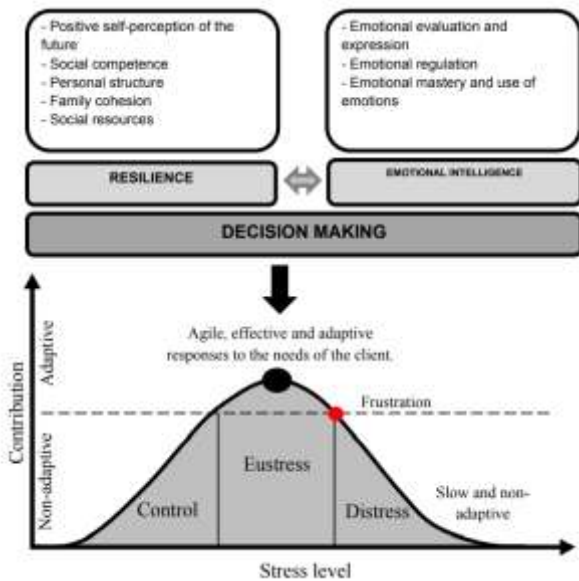 - Positive self-perception of the
future
- Social competence
- Personal structure
- Family cohesion
- Social resources
- Emotional evaluation and
expression
- Emotional regulation
- Emotional mastery and use of
emotions
RESILIENCE
EMOTIONAL INTELLIGENCE
DECISION MAKING
Agile, effective and adaptive
responses to the needs of the client.
Contribution
Adaptive
Non-adaptive
Frustration
Eustress
Control
Distress
Slow and non-
adaptive
Stress level